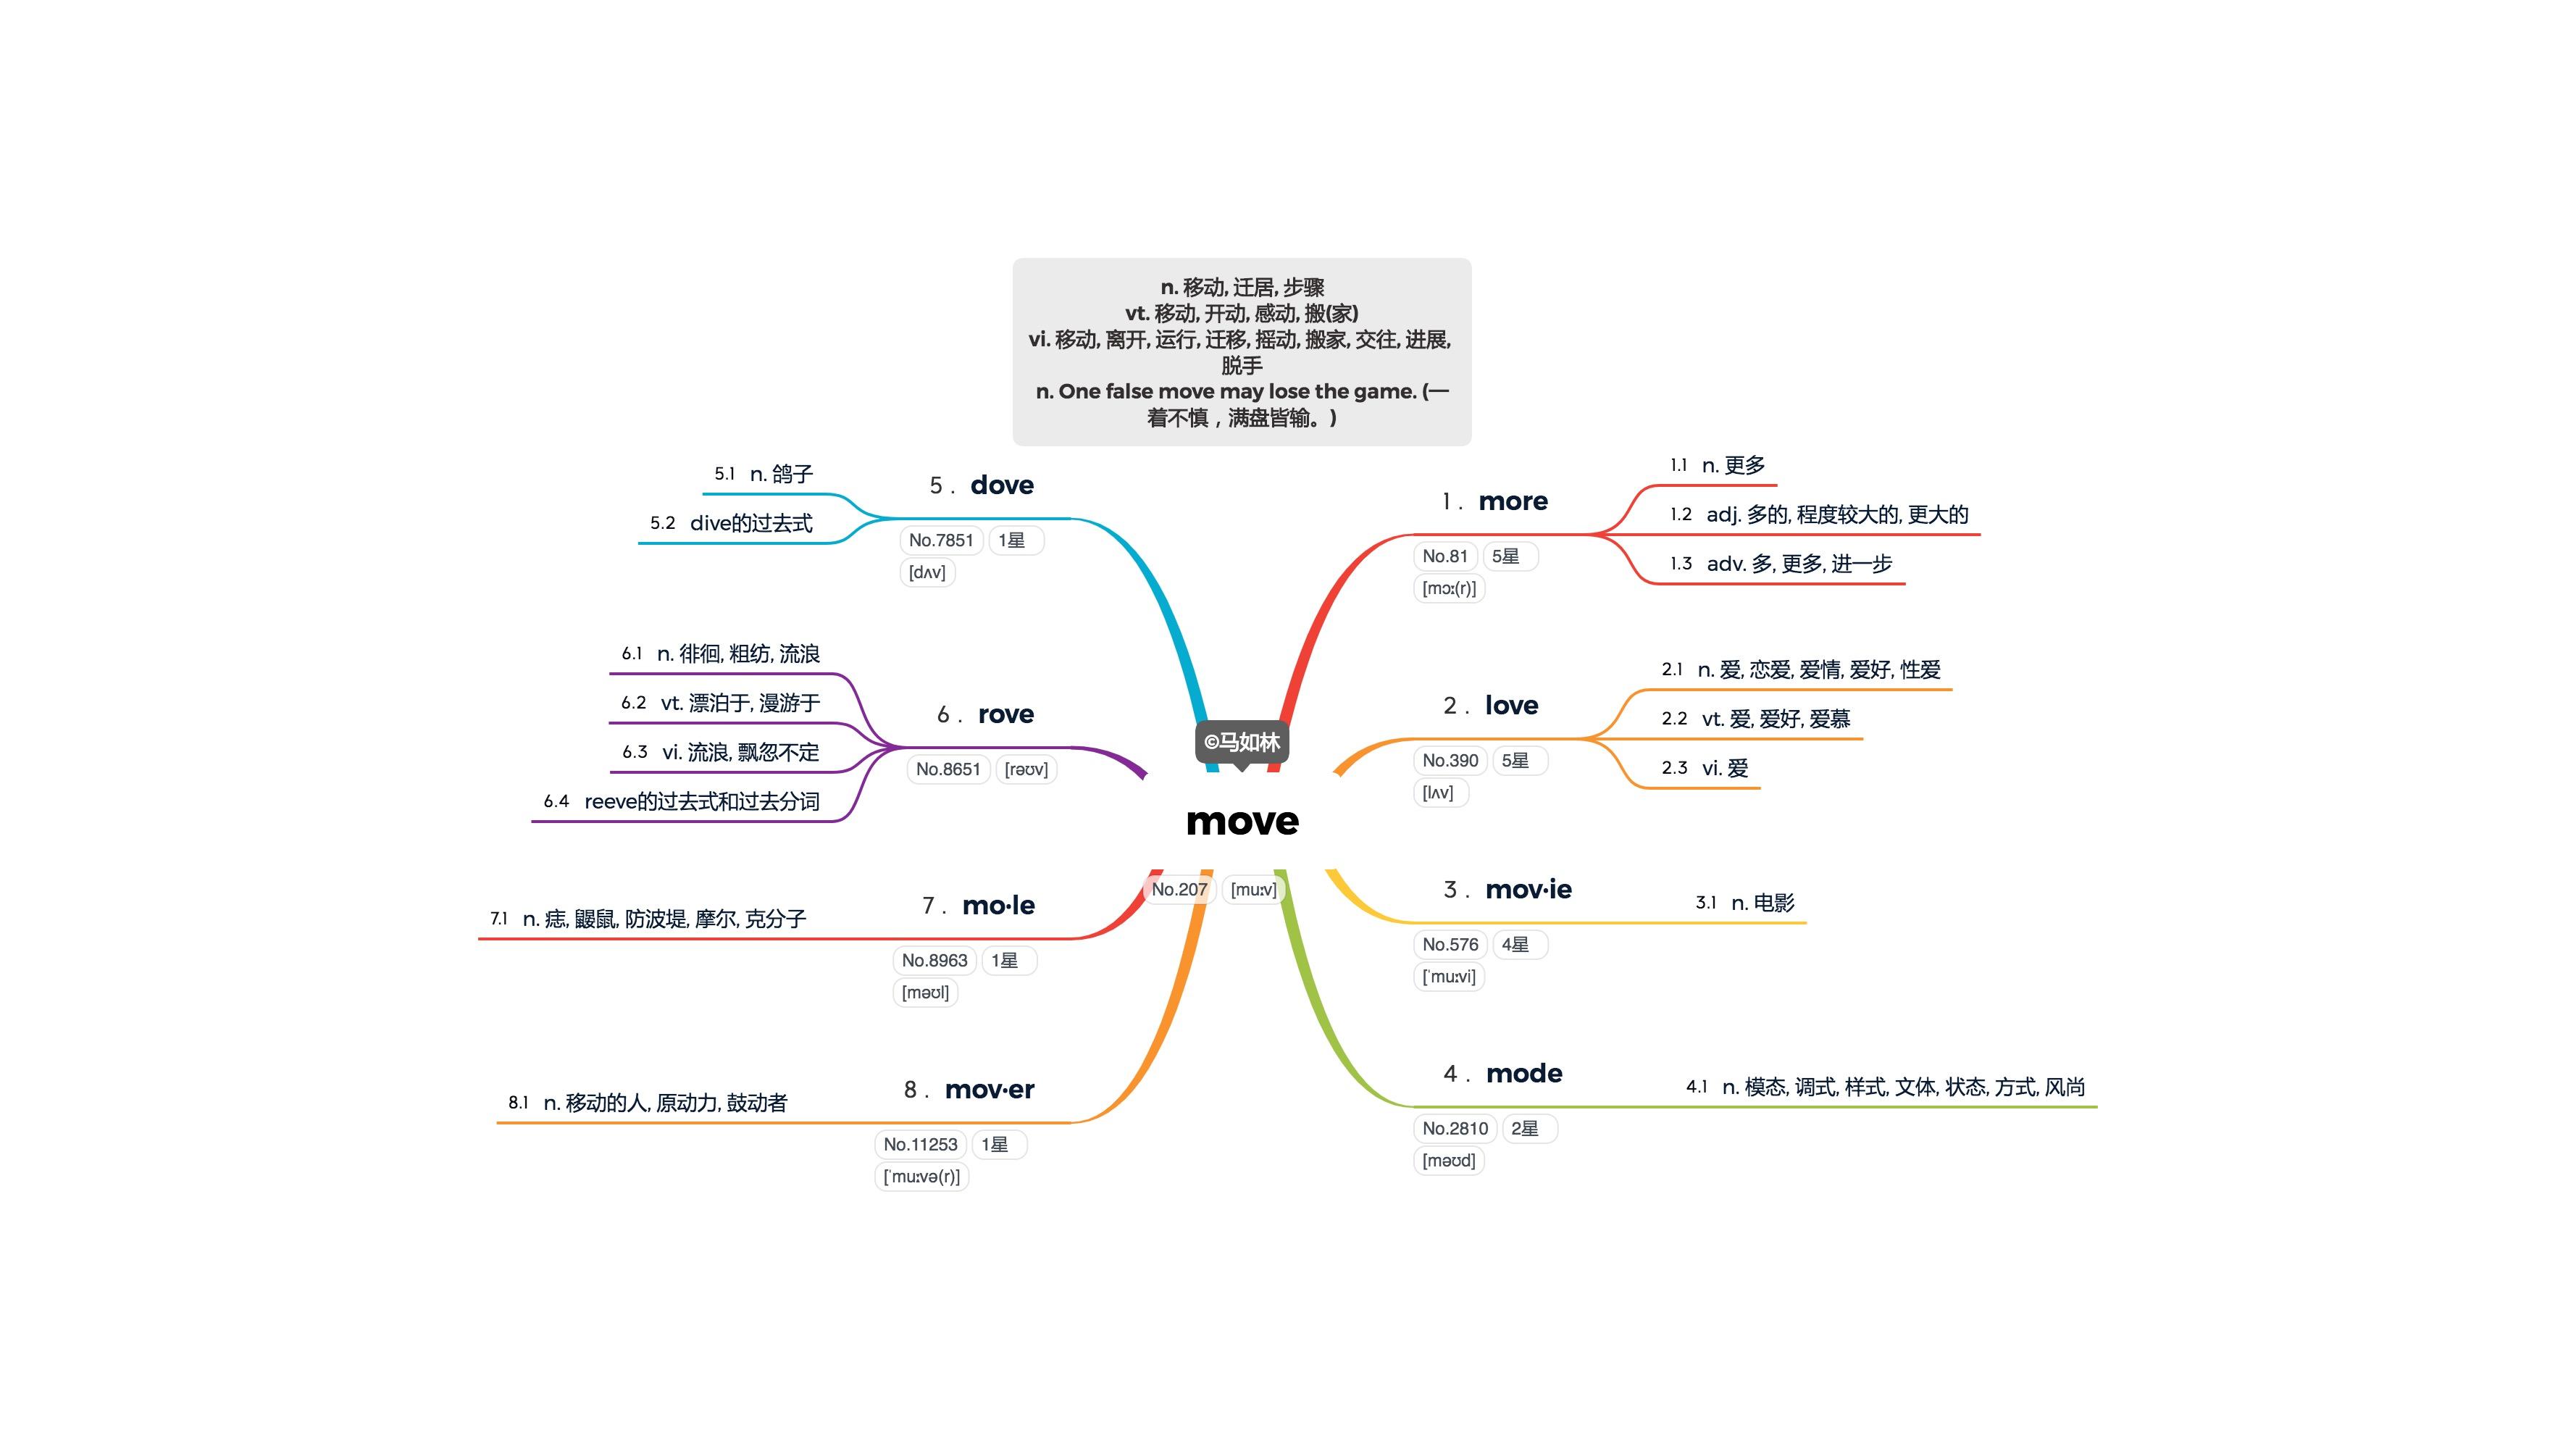 n. 移动, 迁居, 步骤
vt. 移动, 开动, 感动, 搬(家)
vi. 移动, 离开, 运行, 迁移, 摇动, 搬家, 交往, 进展,
脱手
n. One false move may lose the game. (一
着不慎，满盘皆输。)
©马如林
move
No.207 [muːv]
1. more
No.81 5星
[mɔː(r)]
1.1 n. 更多
1.2 adj. 多的, 程度较大的, 更大的
1.3 adv. 多, 更多, 进一步
2. love
No.390 5星
[lʌv]
2.1 n. 爱, 恋爱, 爱情, 爱好, 性爱
2.2 vt. 爱, 爱好, 爱慕
2.3 vi. 爱
3. mov·ie
No.576 4星
[ˈmuːvi]
3.1 n. 电影
4. mode
No.2810 2星
[məʊd]
4.1 n. 模态, 调式, 样式, 文体, 状态, 方式, 风尚
5. dove
No.7851 1星
[dʌv]
5.1 n. 鸽子
5.2 dive的过去式
6. rove
No.8651 [rəʊv]
6.1 n. 徘徊, 粗纺, 流浪
6.2 vt. 漂泊于, 漫游于
6.3 vi. 流浪, 飘忽不定
6.4 reeve的过去式和过去分词
7. mo·le
No.8963 1星
[məʊl]
7.1 n. 痣, 鼹鼠, 防波堤, 摩尔, 克分子
8. mov·er
No.11253 1星
[ˈmuːvə(r)]
8.1 n. 移动的人, 原动力, 鼓动者